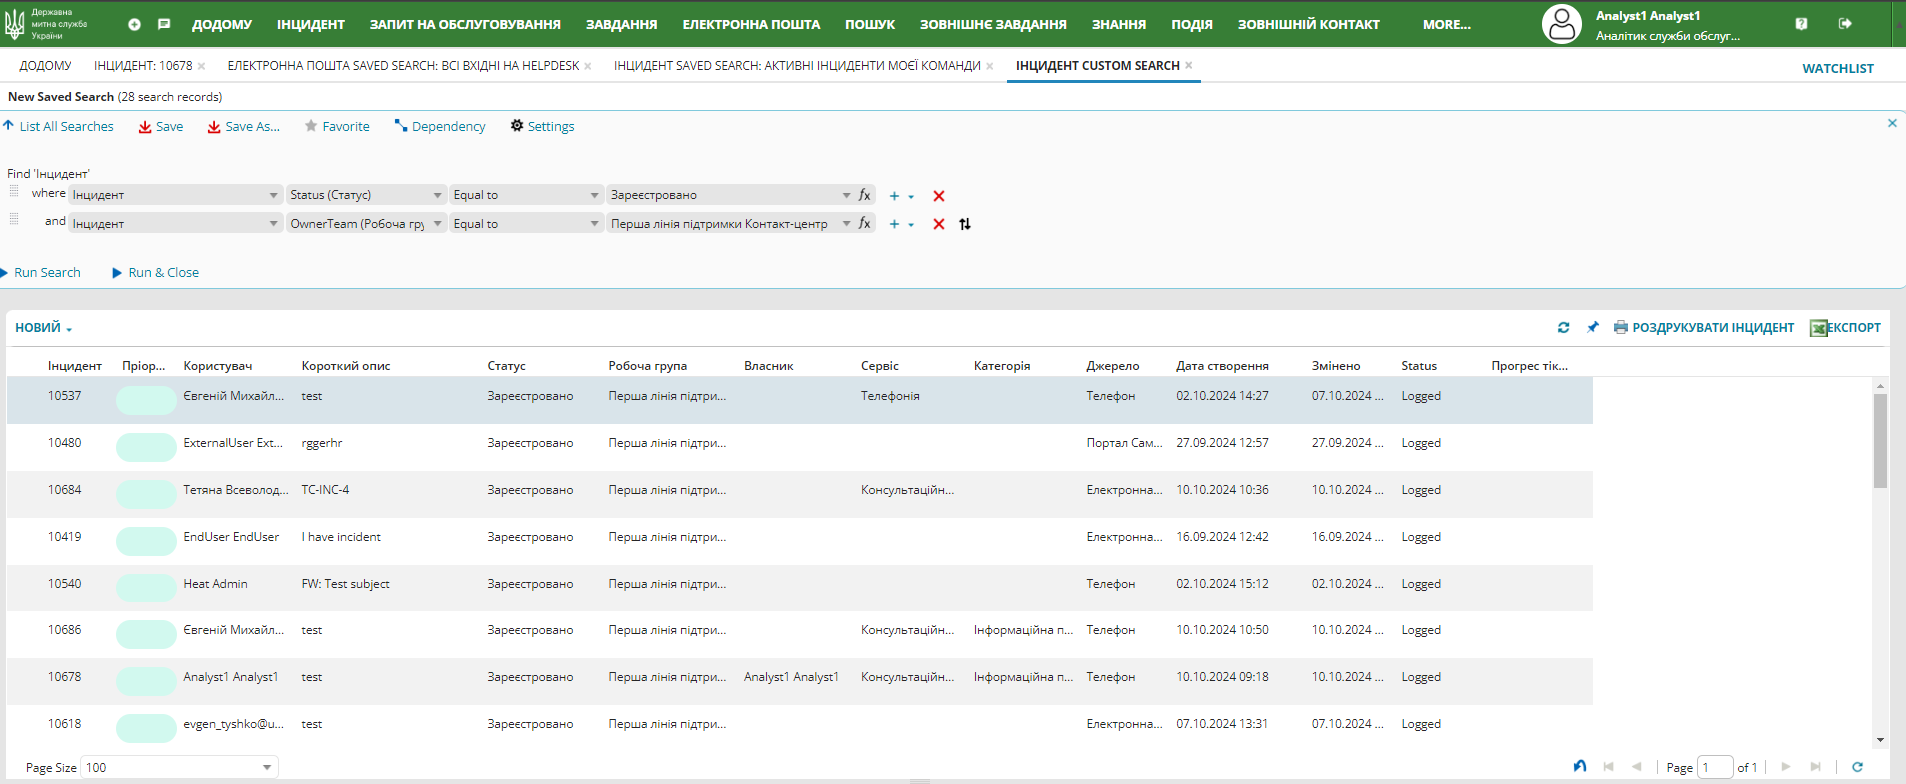 Державна
митна служба
України
ДОДОМУ ІНЦИДЕНТ ЗАПИТ НА ОБСЛУГОВУВАННЯ ЗАВДАННЯ ЕЛЕКТРОННА ПОШТА ПОШУК ЗОВНІШНЄ ЗАВДАННЯ ЗНАННЯ ПОДІЯ ЗОВНІШНІЙ КОНТАКТ MORE...
Analyst1 Analyst1
Аналітик служби обслуг...
ДОДОМУ ІНЦИДЕНТ: 10678 ЕЛЕКТРОННА ПОШТА SAVED SEARCH: ВСІ ВХІДНІ НА HELPDESK ІНЦИДЕНТ SAVED SEARCH: АКТИВНІ ІНЦИДЕНТИ МОЄЇ КОМАНДИ ІНЦИДЕНТ CUSTOM SEARCH WATCHLIST
New Saved Search (28 search records)
List All Searches Save Save As... Favorite Dependency Settings
Find 'Інцидент'
where Інцидент Status (Статус) Equal to Зареєстровано fx
and Інцидент OwnerTeam (Робоча гру Equal to Перша лінія підтримки Контакт-центр fx
Run Search Run & Close
НОВИЙ РОЗДРУКУВАТИ ІНЦИДЕНТ ЕКСПОРТ
Інцидент Пріор... Користувач Короткий опис Статус Робоча група Власник Сервіс Категорія Джерело Дата створення Змінено Status Прогрес тік...
10537 Євгеній Михайл... test Зареєстровано Перша лінія підтри... Телефонія Телефон 02.10.2024 14:27 07.10.2024 ... Logged
10480 ExternalUser Ext... rggerhr Зареєстровано Перша лінія підтри... Портал Сам... 27.09.2024 12:57 27.09.2024 ... Logged
10684 Тетяна Всеволод... TC-INC-4 Зареєстровано Перша лінія підтри... Консультаційн... Електронна... 10.10.2024 10:36 10.10.2024 ... Logged
10419 EndUser EndUser I have incident Зареєстровано Перша лінія підтри... Електронна... 16.09.2024 12:42 16.09.2024 ... Logged
10540 Heat Admin FW: Test subject Зареєстровано Перша лінія підтри... Телефон 02.10.2024 15:12 02.10.2024 ... Logged
10686 Євгеній Михайл... test Зареєстровано Перша лінія підтри... Консультаційн... Інформаційна п... Телефон 10.10.2024 10:50 10.10.2024 ... Logged
10678 Analyst1 Analyst1 test Зареєстровано Перша лінія підтри... Analyst1 Analyst1 Консультаційн... Інформаційна п... Телефон 10.10.2024 09:18 10.10.2024 ... Logged
10618 evgen_tyshko@u... test Зареєстровано Перша лінія підтри... Електронна... 07.10.2024 13:31 07.10.2024 ... Logged
Page Size 100 Page 1 of 1